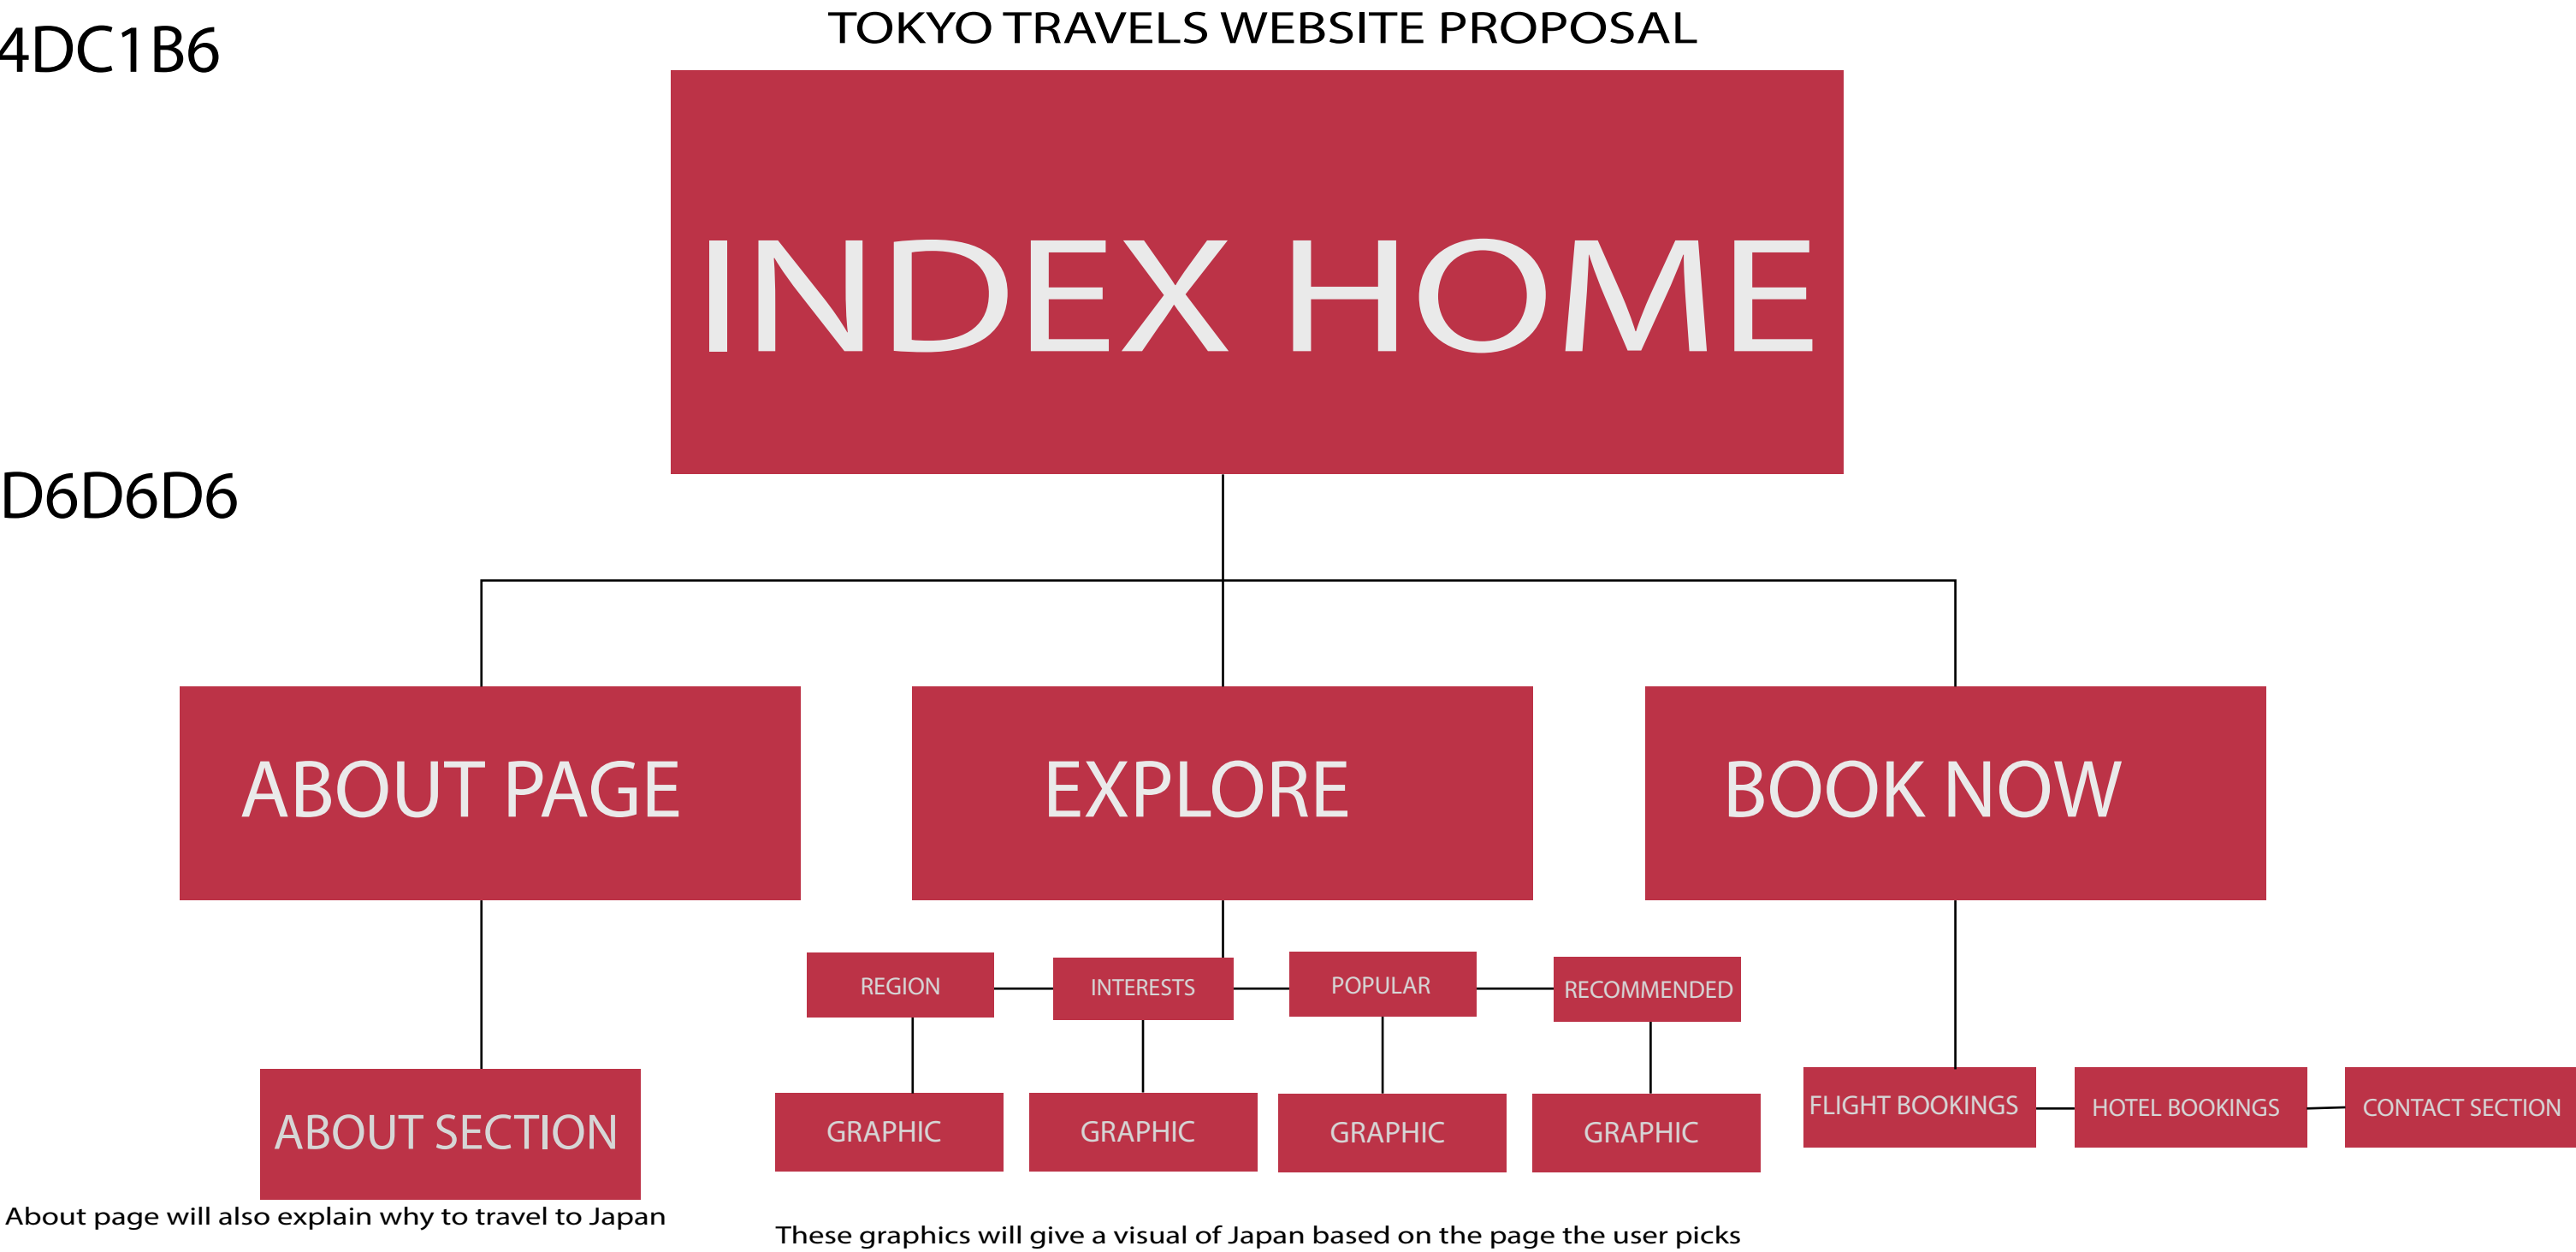 TOKYO TRAVELS WEBSITE PROPOSAL
4DC1B6
INDEX HOME
D6D6D6
ABOUT PAGE
EXPLORE
BOOK NOW
REGION
INTERESTS
POPULAR
RECOMMENDED
ABOUT SECTION
GRAPHIC
GRAPHIC
GRAPHIC
GRAPHIC
FLIGHT BOOKINGS
HOTEL BOOKINGS
CONTACT SECTION
About page will also explain why to travel to Japan
These graphics will give a visual of Japan based on the page the user picks